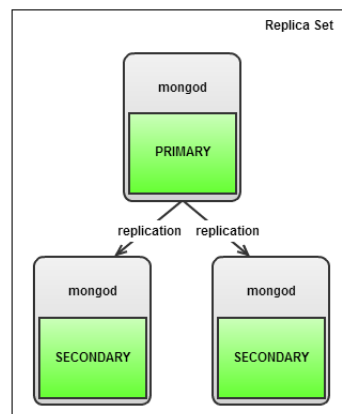 Replica Set
mongod
PRIMARY
replication replication
mongod mongod
SECONDARY SECONDARY